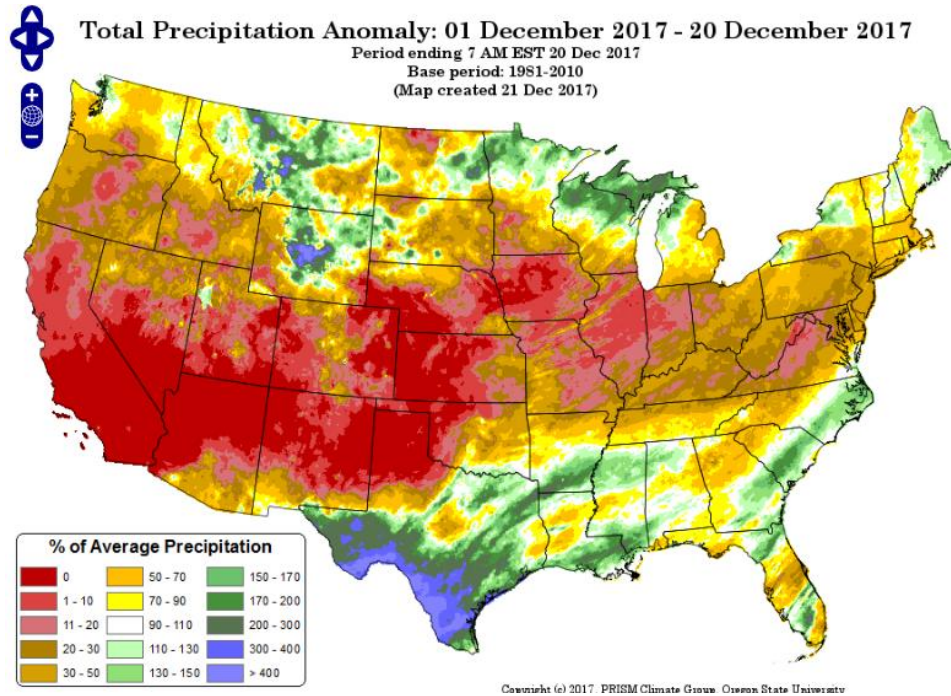 Total Precipitation Anomaly: 01 December 2017 - 20 December 2017
Period ending 7 AM EST 20 Dec 2017
Base period: 1981-2010
(Map created 21 Dec 2017)
% of Average Precipitation
0
1 - 10
11 - 20
20 - 30
30 - 50
50 - 70
70 - 90
90 - 110
110 - 130
130 - 150
150 - 170
170 - 200
200 - 300
300 - 400
> 400
Copyright (c) 2017, PRISM Climate Group, Oregon State University